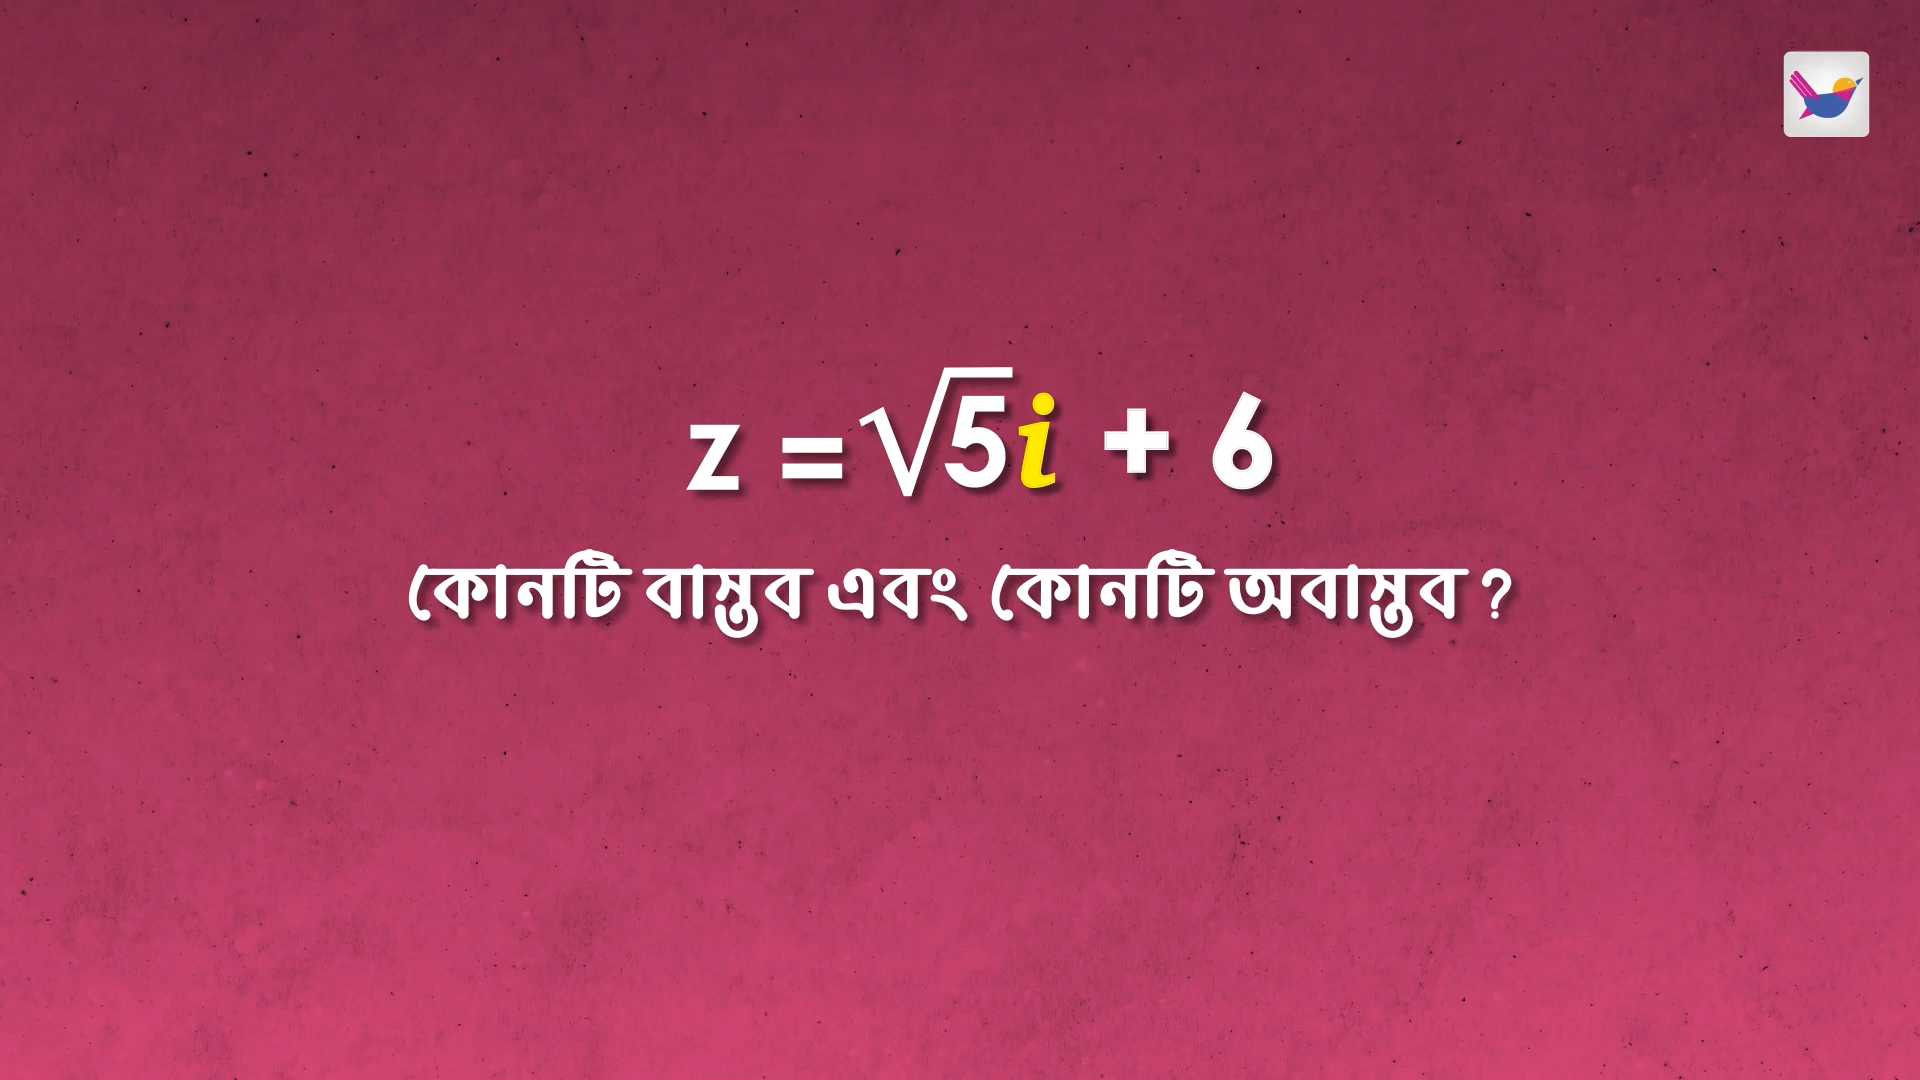 z = √5i + 6
কোনটি বাস্তব এবং কোনটি অবাস্তব ?